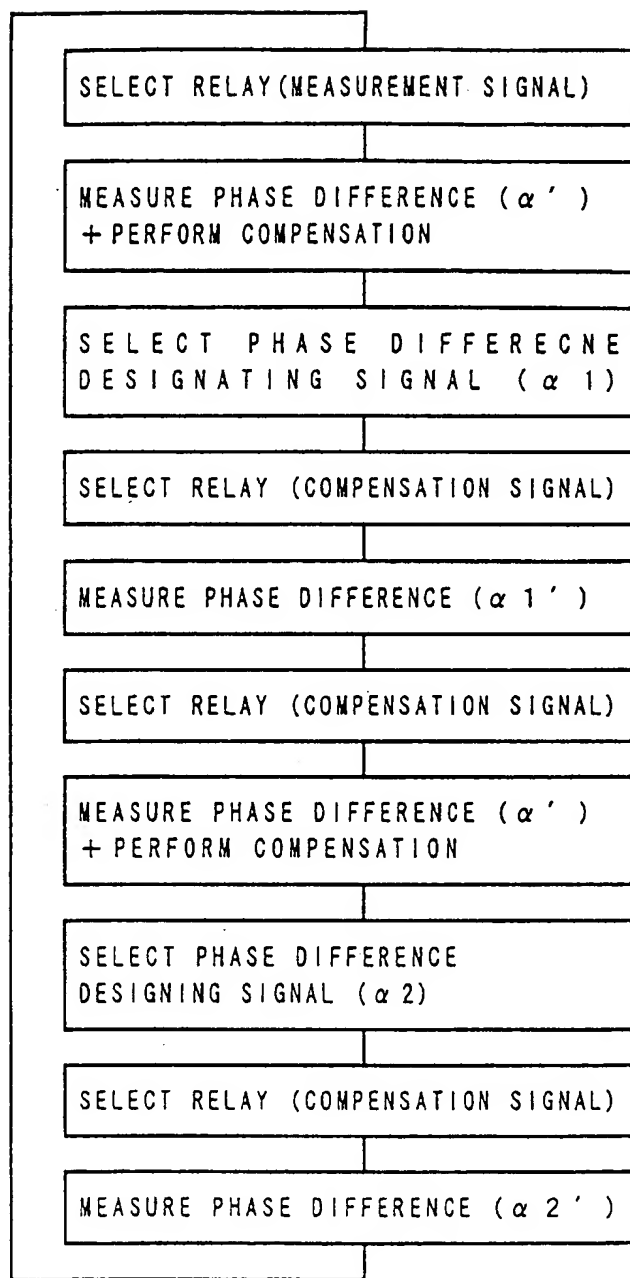 SELECT RELAY(MEASUREMENT SIGNAL)
MEASURE PHASE DIFFERENCE (α')
+ PERFORM COMPENSATION
SELECT PHASE DIFFERECNE
DESIGNATING SIGNAL (α 1)
SELECT RELAY (COMPENSATION SIGNAL)
MEASURE PHASE DIFFERENCE (α 1')
SELECT RELAY (COMPENSATION SIGNAL)
MEASURE PHASE DIFFERENCE (α')
+ PERFORM COMPENSATION
SELECT PHASE DIFFERENCE
DESIGNING SIGNAL (α 2)
SELECT RELAY (COMPENSATION SIGNAL)
MEASURE PHASE DIFFERENCE (α 2')